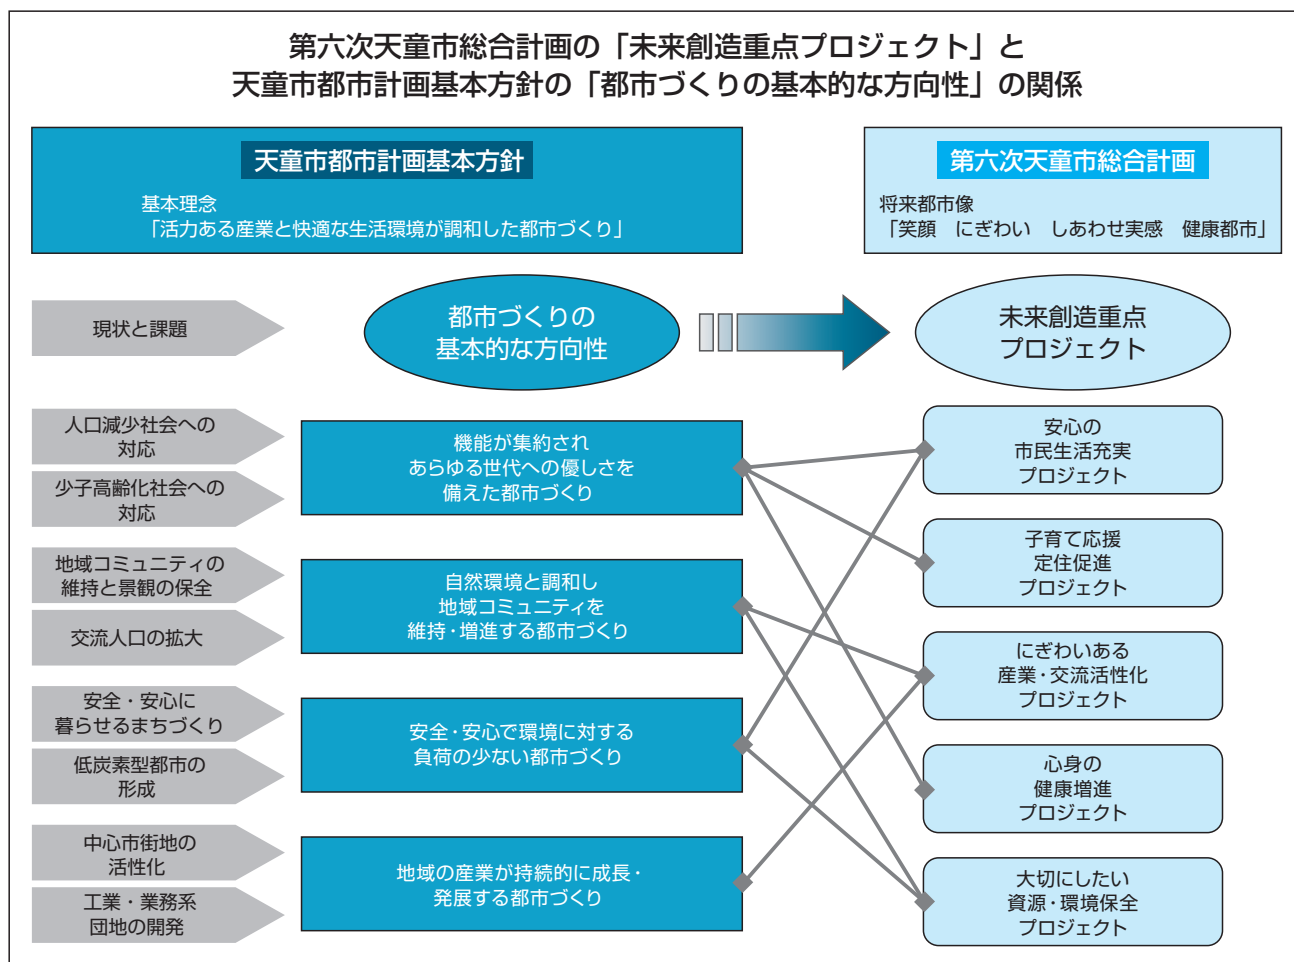 第六次天童市総合計画の「未来創造重点プロジェクト」と
天童市都市計画基本方針の「都市づくりの基本的な方向性」の関係
天童市都市計画基本方針
基本理念
「活力ある産業と快適な生活環境が調和した都市づくり」
第六次天童市総合計画
将来都市像
「笑顔　にぎわい　しあわせ実感　健康都市」
現状と課題
都市づくりの
基本的な方向性
未来創造重点
プロジェクト
人口減少社会への
対応
少子高齢化社会への
対応
地域コミュニティの
維持と景観の保全
交流人口の拡大
安全・安心に
暮らせるまちづくり
低炭素型都市の
形成
中心市街地の
活性化
工業・業務系
団地の開発
機能が集約され
あらゆる世代への優しさを
備えた都市づくり
自然環境と調和し
地域コミュニティを
維持・増進する都市づくり
安全・安心で環境に対する
負荷の少ない都市づくり
地域の産業が持続的に成長・
発展する都市づくり
安心の
市民生活充実
プロジェクト
子育て応援
定住促進
プロジェクト
にぎわいある
産業・交流活性化
プロジェクト
心身の
健康増進
プロジェクト
大切にしたい
資源・環境保全
プロジェクト